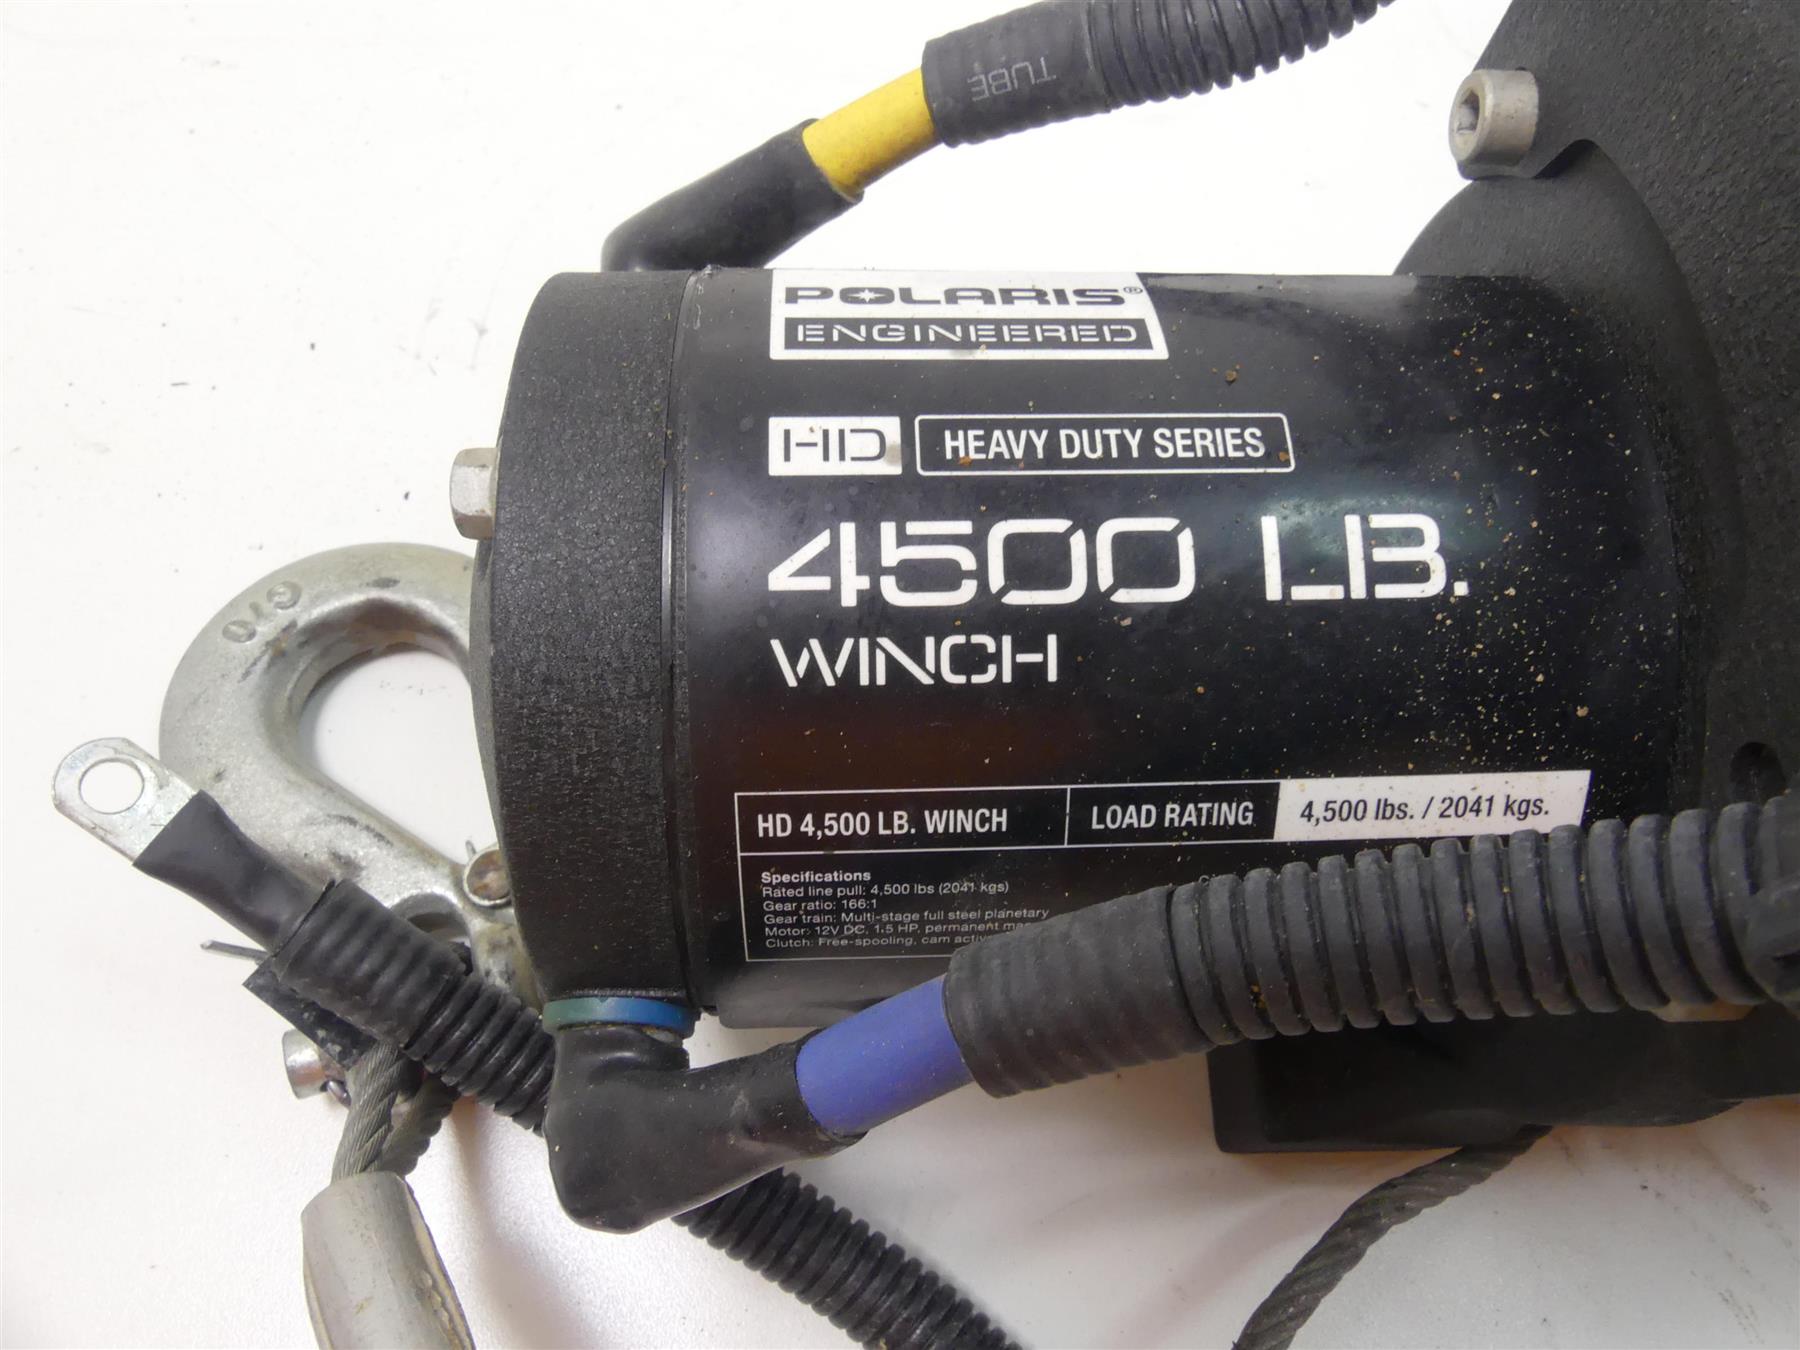 TUBE
POLARIS®
ENGINEERED
HD HEAVY DUTY SERIES
4500 LB.
WINCH
HD 4,500 LB. WINCH LOAD RATING 4,500 lbs. / 2041 kgs.
Specifications
Rated line pull: 4,500 lbs (2041 kgs)
Gear ratio: 166:1
Gear train: Multi-stage full steel planetary
Motor: 12V DC, 1.5 HP, permanent
Clutch: Free-spooling, cam